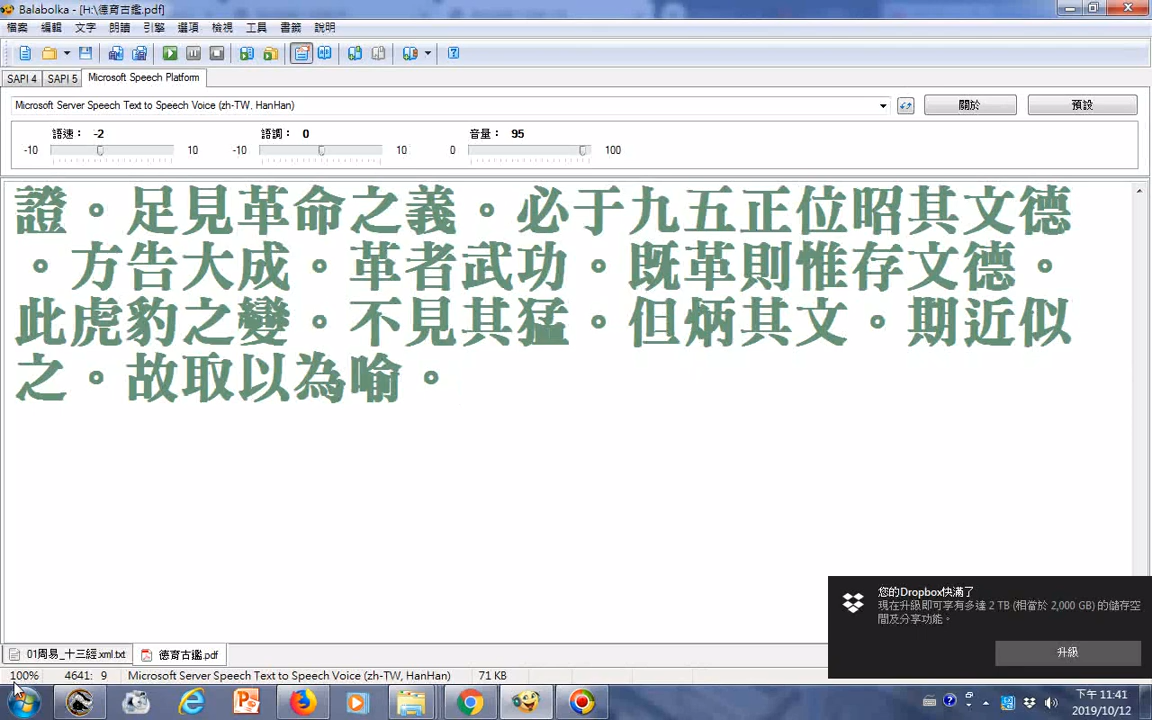 Balabolka - [H:\德育古鑑.pdf]
檔案 編輯 文字 朗讀 引擎 選項 檢視 工具 書籤 說明
SAPI 4 SAPI 5 Microsoft Speech Platform
Microsoft Server Speech Text to Speech Voice (zh-TW, HanHan) 關於 預設
語速： -2 語調： 0 音量： 95
-10 10 -10 10 0 100
證。足見革命之義。必于九五正位昭其文德
。方告大成。革者武功。既革則惟存文德。
此虎豹之變。不見其猛。但炳其文。期近似
之。故取以為喻。
您的Dropbox快滿了
現在升級即可享有多達 2 TB (相當於 2,000 GB) 的儲存空
間及分享功能。
升級
01周易_十三經.xml.txt 德育古鑑.pdf
100% 4641: 9 Microsoft Server Speech Text to Speech Voice (zh-TW, HanHan) 71 KB
下午 11:41
2019/10/12